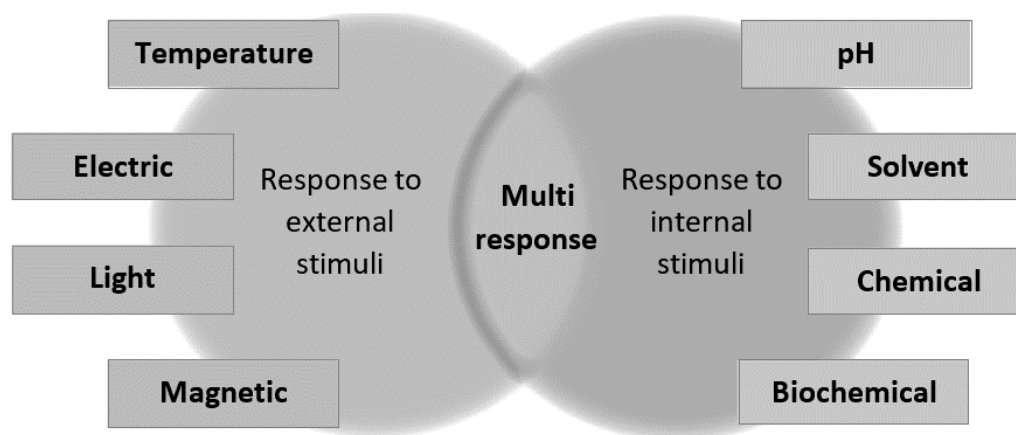 Temperature
Electric
Light
Magnetic
Response to
external
stimuli
Multi
response
Response to
internal
stimuli
pH
Solvent
Chemical
Biochemical